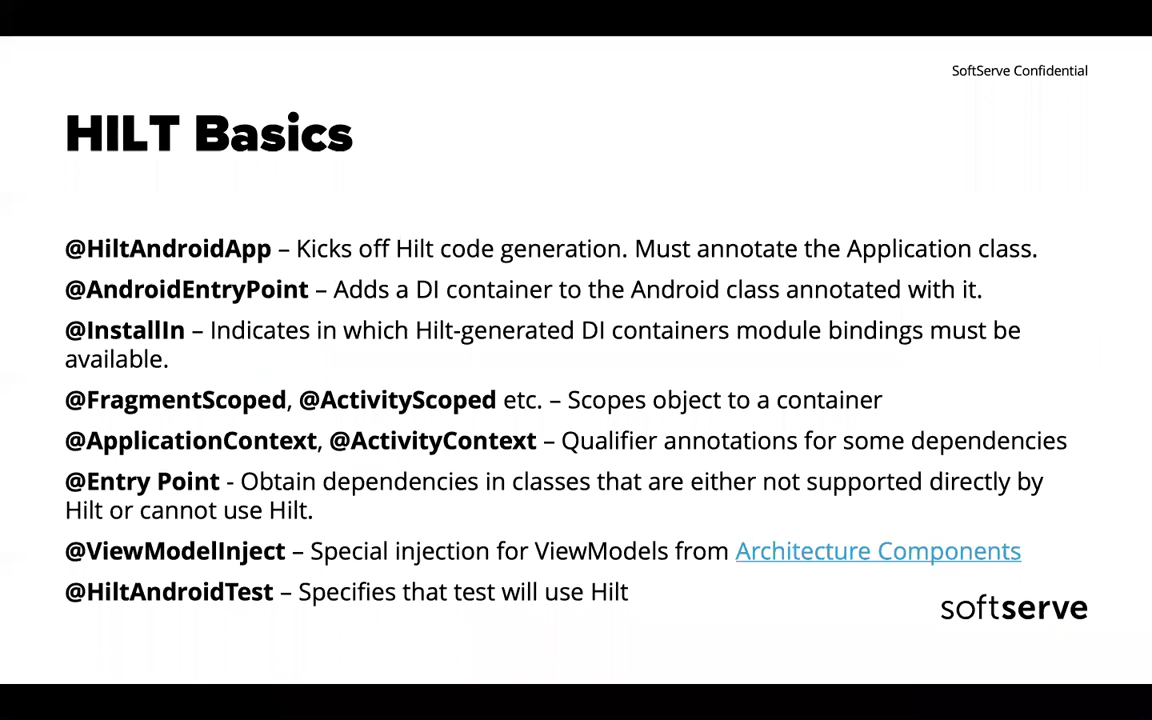 SoftServe Confidential
HILT Basics
@HiltAndroidApp – Kicks off Hilt code generation. Must annotate the Application class.
@AndroidEntryPoint – Adds a DI container to the Android class annotated with it.
@InstallIn – Indicates in which Hilt-generated DI containers module bindings must be
available.
@FragmentScoped, @ActivityScoped etc. – Scopes object to a container
@ApplicationContext, @ActivityContext – Qualifier annotations for some dependencies
@Entry Point - Obtain dependencies in classes that are either not supported directly by
Hilt or cannot use Hilt.
@ViewModelInject – Special injection for ViewModels from Architecture Components
@HiltAndroidTest – Specifies that test will use Hilt
softserve